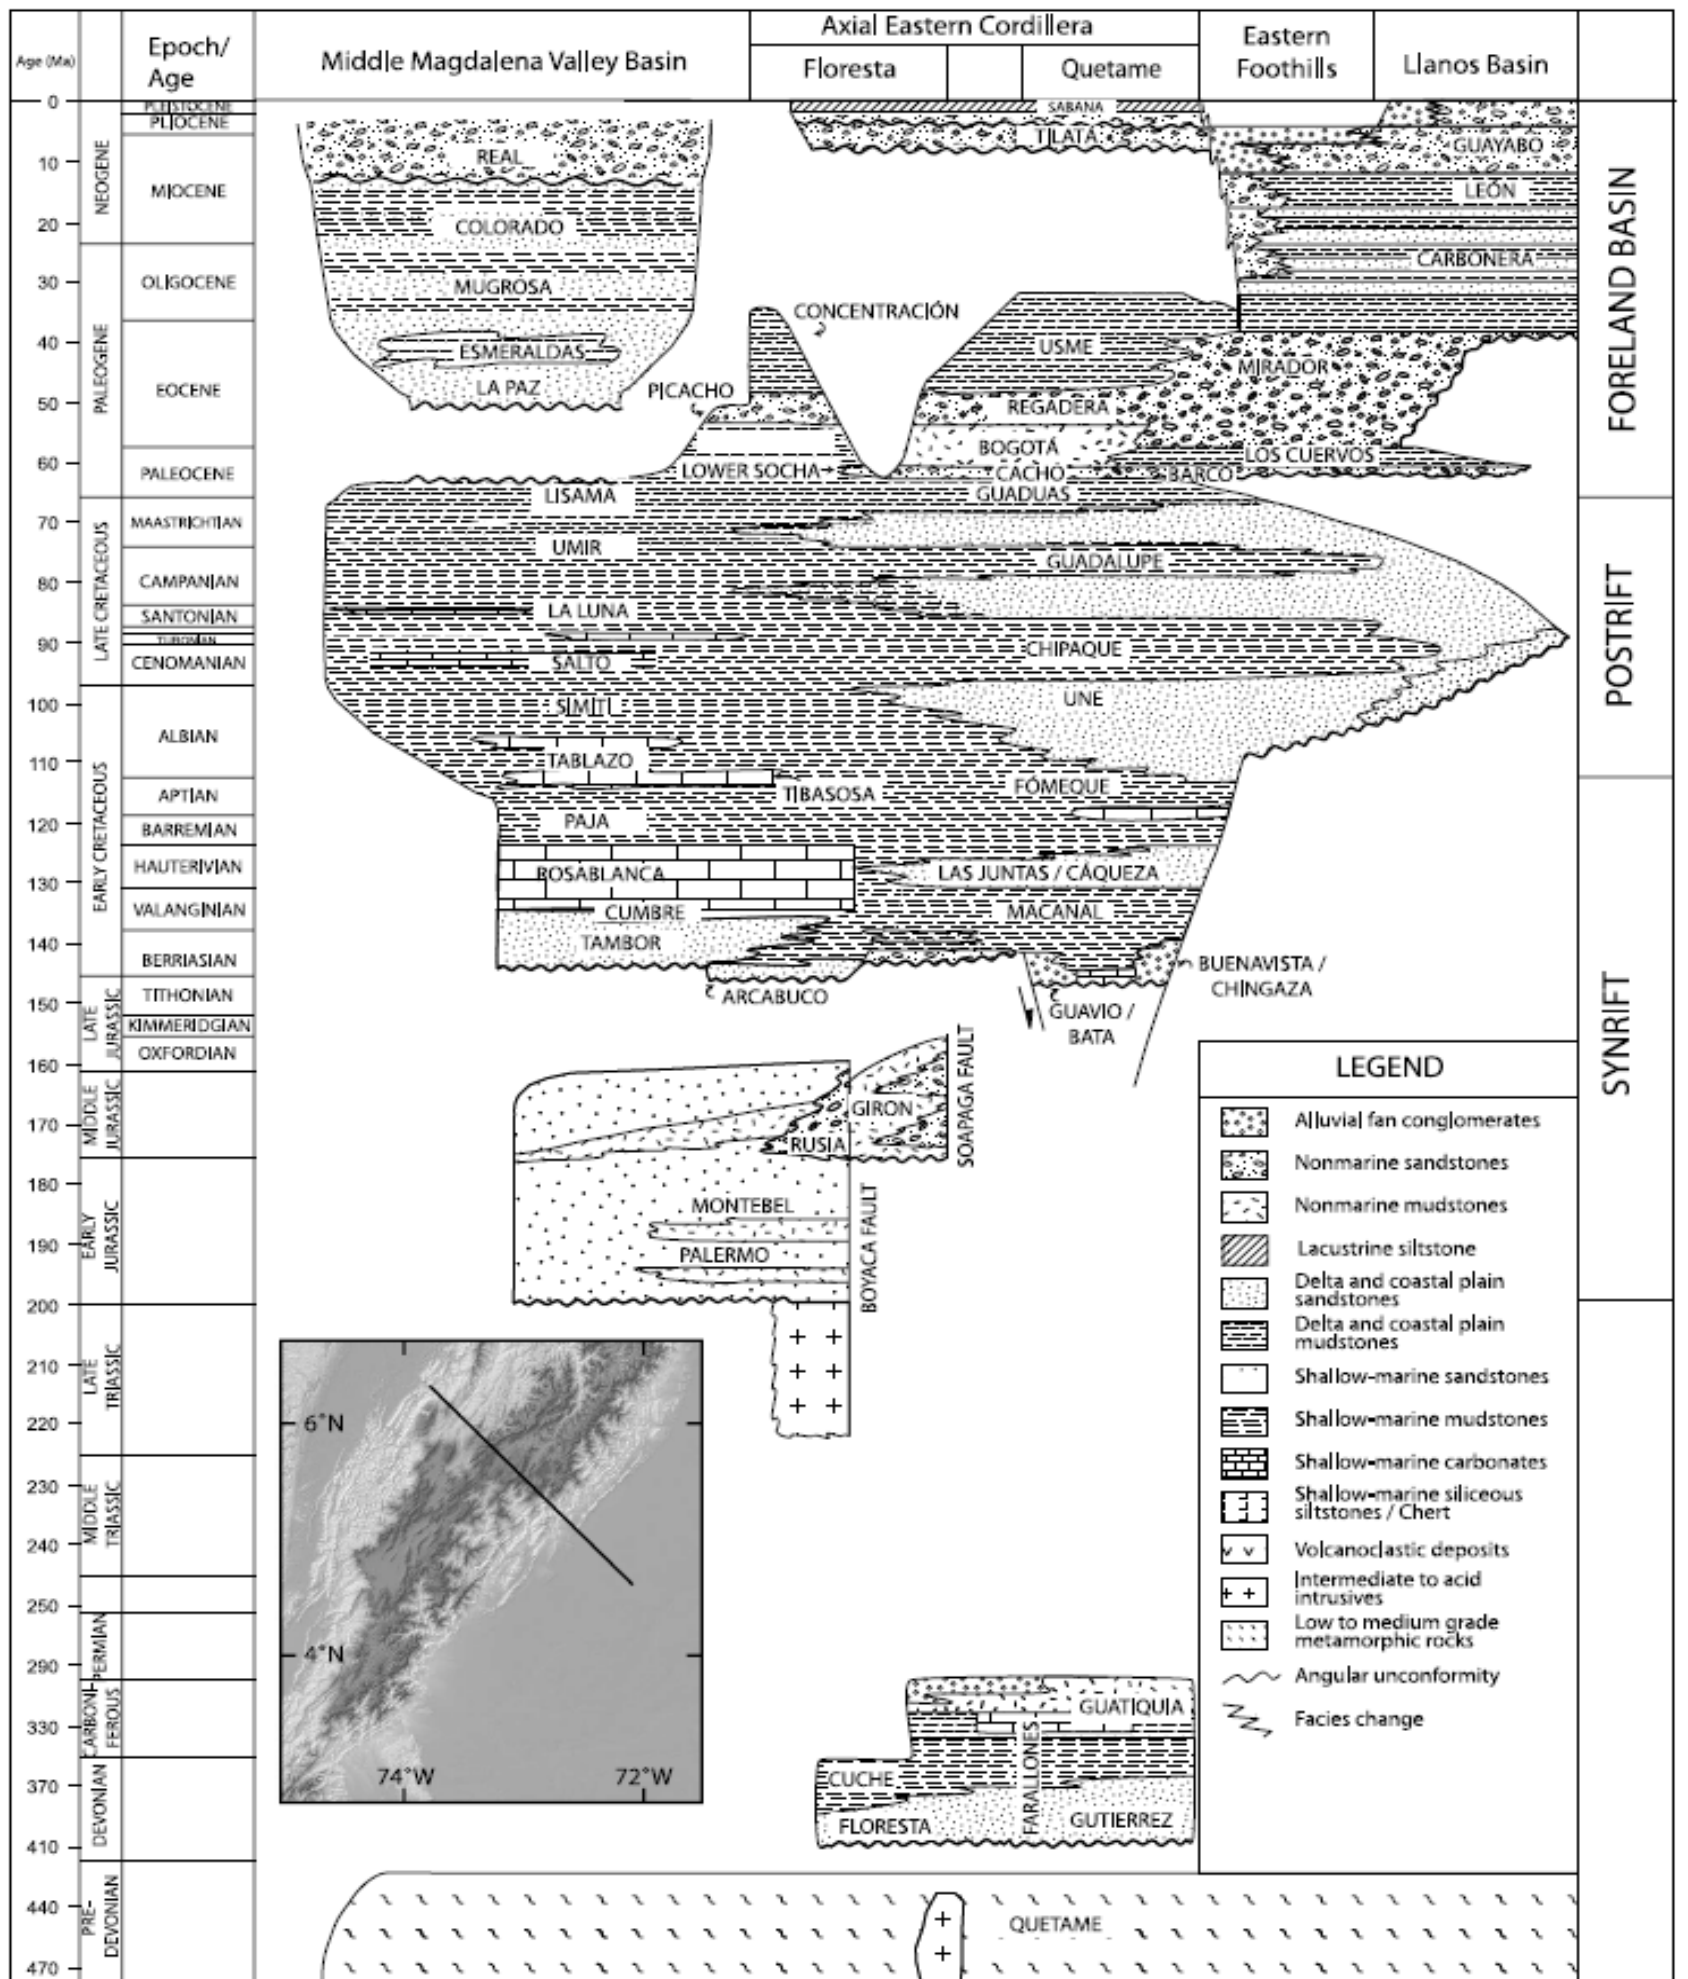 Age (Ma)
Epoch/
Age
Middle Magdalena Valley Basin
Axial Eastern Cordillera
Floresta
Quetame
Eastern
Foothills
Llanos Basin
0
10
20
30
40
50
60
70
80
90
100
110
120
130
140
150
160
170
180
190
200
210
220
230
240
250
290
330
370
410
440
470
NEOGENE
PALEOGENE
LATE CRETACEOUS
EARLY CRETACEOUS
LATE
JURASSIC
MIDDLE
JURASSIC
EARLY
JURASSIC
LATE
TRIASSIC
MIDDLE
TRIASSIC
PERMIAN
CARBONI-
FEROUS
DEVONIAN
PRE-
DEVONIAN
PLEISTOCENE
PLIOCENE
MIOCENE
OLIGOCENE
EOCENE
PALEOCENE
MAASTRICHTIAN
CAMPANIAN
SANTONIAN
TURONIAN
CENOMANIAN
ALBIAN
APTIAN
BARREMIAN
HAUTERIVIAN
VALANGINIAN
BERRIASIAN
TITHONIAN
KIMMERIDGIAN
OXFORDIAN
SABANA
TILATA
REAL
GUAYABO
LEÓN
COLORADO
CARBONERA
MUGROSA
CONCENTRACIÓN
USME
ESMERALDAS
MIRADOR
LA PAZ
PICACHO
REGADERA
BOGOTÁ
LOS CUERVOS
LOWER SOCHA
CACHO
BARCO
LISAMA
GUADUAS
UMIR
GUADALUPE
LA LUNA
CHIPAQUE
SALTO
SIMITI
UNE
TABLAZO
TIBASOSA
FÓMEQUE
PAJA
ROSABLANCA
LAS JUNTAS / CÁQUEZA
CUMBRE
MACANAL
TAMBOR
BUENAVISTA /
CHINGAZA
ARCABUCO
GUAVIO /
BATA
GIRON
RUSIA
SOAPAGA FAULT
MONTEBEL
PALERMO
BOYACA FAULT
6°N
4°N
74°W
72°W
GUATIQUIA
FARALLONES
CUCHE
FLORESTA
GUTIERREZ
QUETAME
FORELAND BASIN
POSTRIFT
SYNRIFT
LEGEND
Alluvial fan conglomerates
Nonmarine sandstones
Nonmarine mudstones
Lacustrine siltstone
Delta and coastal plain
sandstones
Delta and coastal plain
mudstones
Shallow-marine sandstones
Shallow-marine mudstones
Shallow-marine carbonates
Shallow-marine siliceous
siltstones / Chert
Volcanoclastic deposits
Intermediate to acid
intrusives
Low to medium grade
metamorphic rocks
Angular unconformity
Facies change